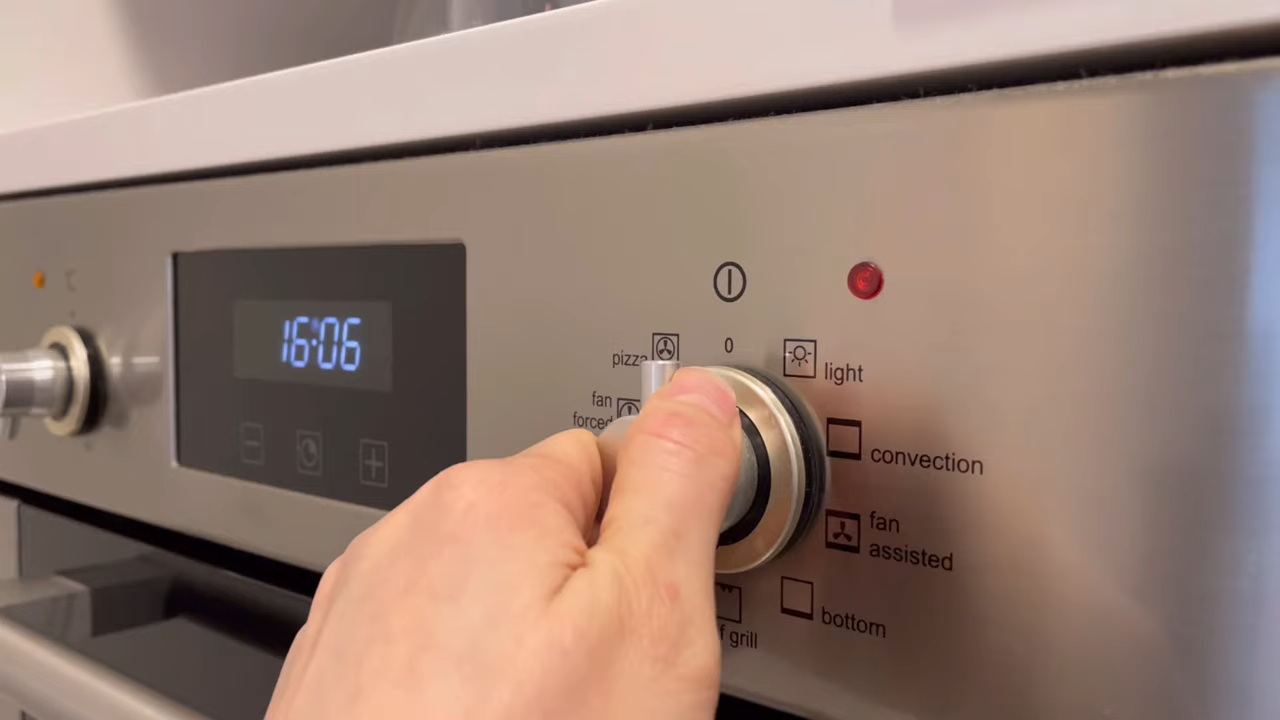 16:06
0
pizza
light
fan
forced
convection
fan
assisted
bottom
f grill